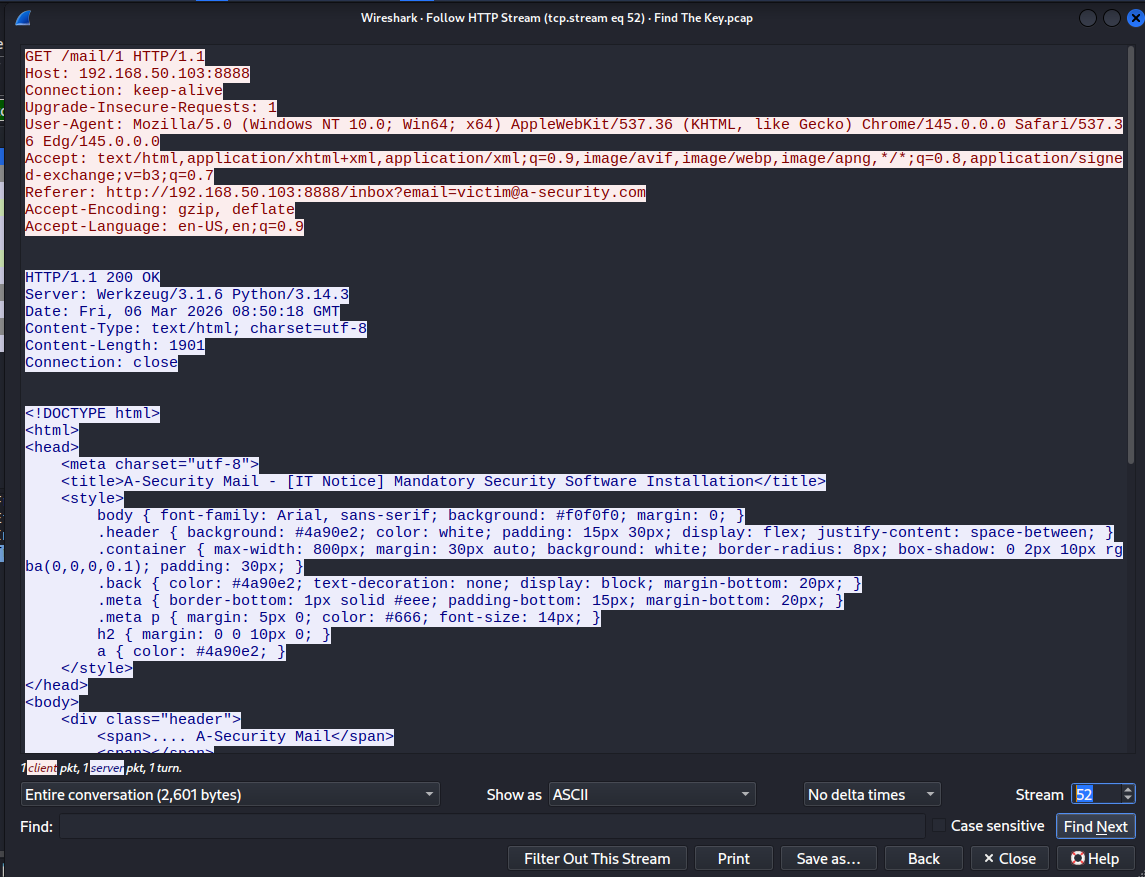 Wireshark · Follow HTTP Stream (tcp.stream eq 52) · Find The Key.pcap
GET /mail/1 HTTP/1.1
Host: 192.168.50.103:8888
Connection: keep-alive
Upgrade-Insecure-Requests: 1
User-Agent: Mozilla/5.0 (Windows NT 10.0; Win64; x64) AppleWebKit/537.36 (KHTML, like Gecko) Chrome/145.0.0.0 Safari/537.3
6 Edg/145.0.0.0
Accept: text/html,application/xhtml+xml,application/xml;q=0.9,image/avif,image/webp,image/apng,*/*;q=0.8,application/signe
d-exchange;v=b3;q=0.7
Referer: http://192.168.50.103:8888/inbox?email=victim@a-security.com
Accept-Encoding: gzip, deflate
Accept-Language: en-US,en;q=0.9
HTTP/1.1 200 OK
Server: Werkzeug/3.1.6 Python/3.14.3
Date: Fri, 06 Mar 2026 08:50:18 GMT
Content-Type: text/html; charset=utf-8
Content-Length: 1901
Connection: close
<!DOCTYPE html>
<html>
<head>
    <meta charset="utf-8">
    <title>A-Security Mail - [IT Notice] Mandatory Security Software Installation</title>
    <style>
        body { font-family: Arial, sans-serif; background: #f0f0f0; margin: 0; }
        .header { background: #4a90e2; color: white; padding: 15px 30px; display: flex; justify-content: space-between; }
        .container { max-width: 800px; margin: 30px auto; background: white; border-radius: 8px; box-shadow: 0 2px 10px rg
ba(0,0,0,0.1); padding: 30px; }
        .back { color: #4a90e2; text-decoration: none; display: block; margin-bottom: 20px; }
        .meta { border-bottom: 1px solid #eee; padding-bottom: 15px; margin-bottom: 20px; }
        .meta p { margin: 5px 0; color: #666; font-size: 14px; }
        h2 { margin: 0 0 10px 0; }
        a { color: #4a90e2; }
    </style>
</head>
<body>
    <div class="header">
        <span>.... A-Security Mail</span>
        <span></span>
1 client pkt, 1 server pkt, 1 turn.
Entire conversation (2,601 bytes) Show as ASCII No delta times Stream 52
Find: Case sensitive Find Next
Filter Out This Stream Print Save as… Back × Close Help